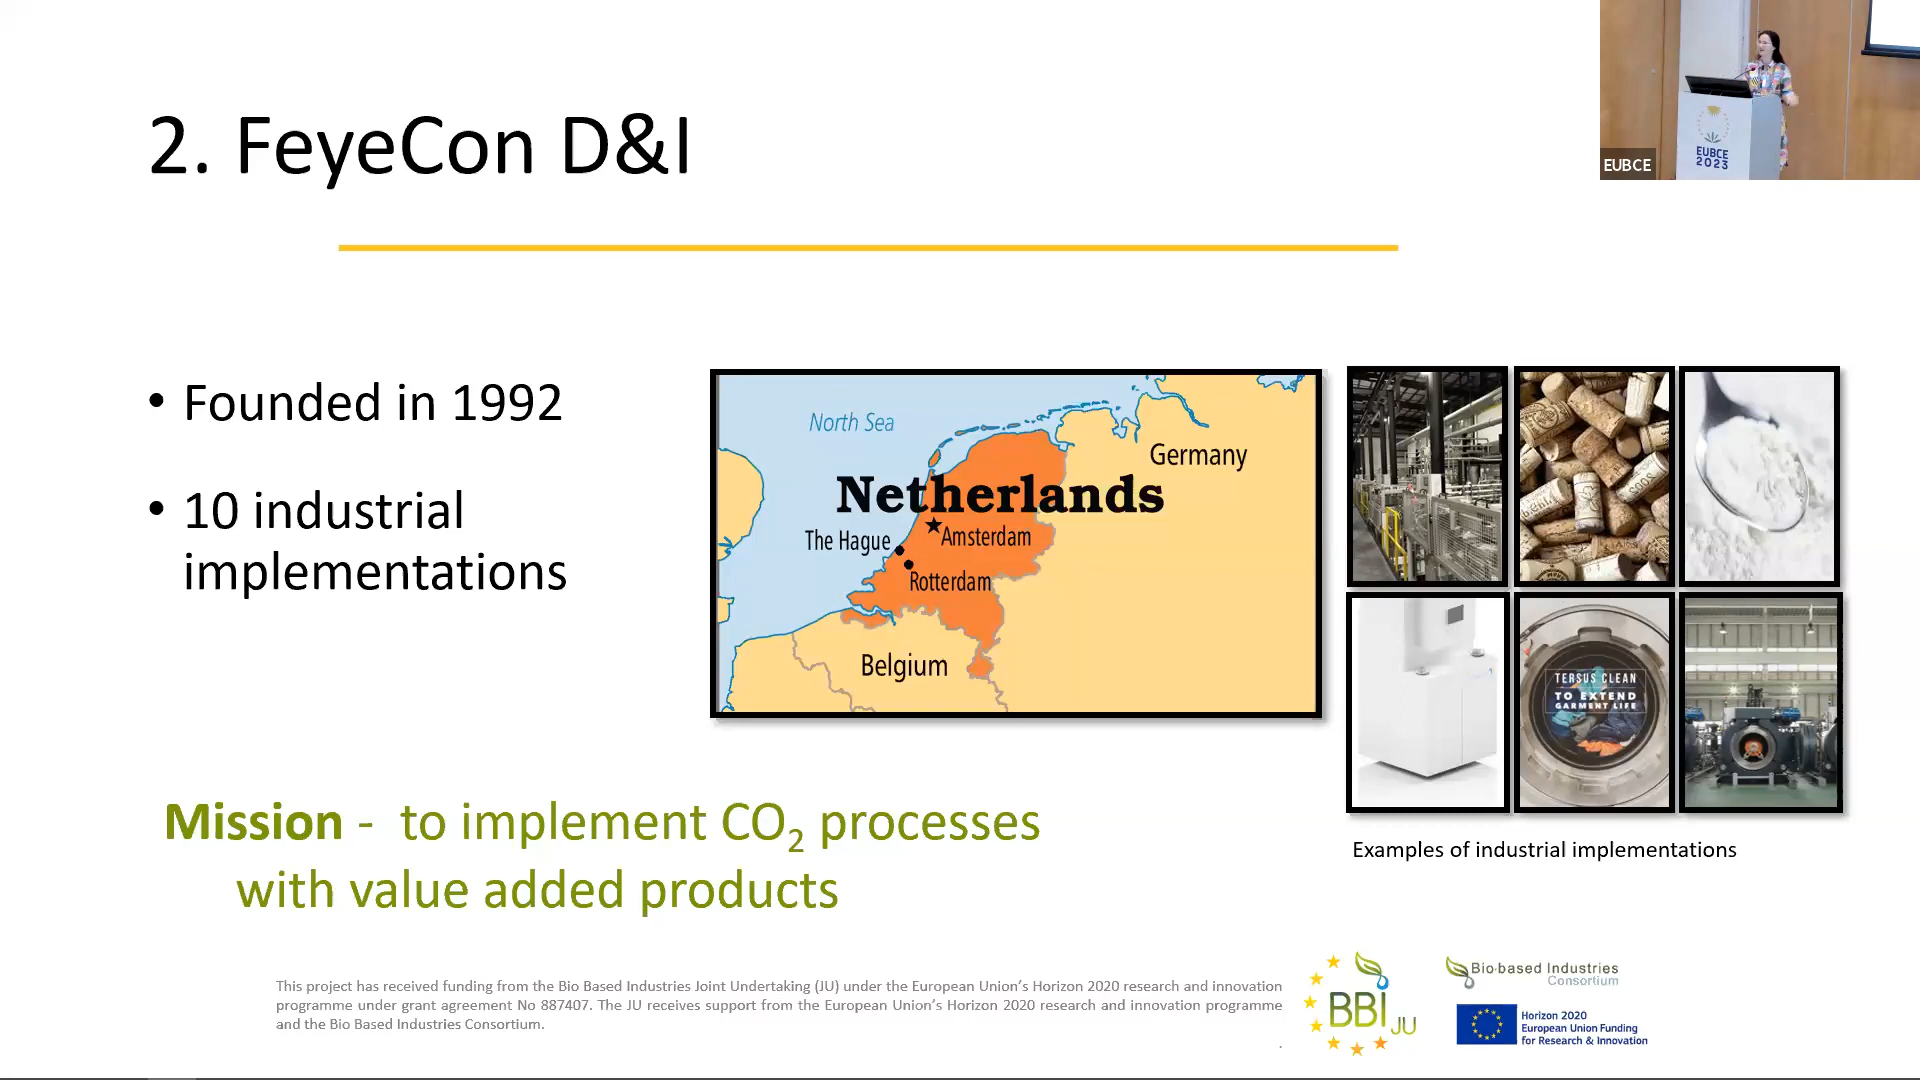 2. FeyeCon D&I
EUBCE
EUBCE
2023
• Founded in 1992
• 10 industrial
implementations
North Sea
Germany
Netherlands
The Hague
Amsterdam
Rotterdam
Belgium
TERSUS CLEAN
TO EXTEND
GARMENT LIFE
Examples of industrial implementations
Mission - to implement CO₂ processes
with value added products
This project has received funding from the Bio Based Industries Joint Undertaking (JU) under the European Union's Horizon 2020 research and innovation
programme under grant agreement No 887407. The JU receives support from the European Union's Horizon 2020 research and innovation programme
and the Bio Based Industries Consortium.
.
BBI JU
Bio-based Industries
Consortium
Horizon 2020
European Union Funding
for Research & Innovation